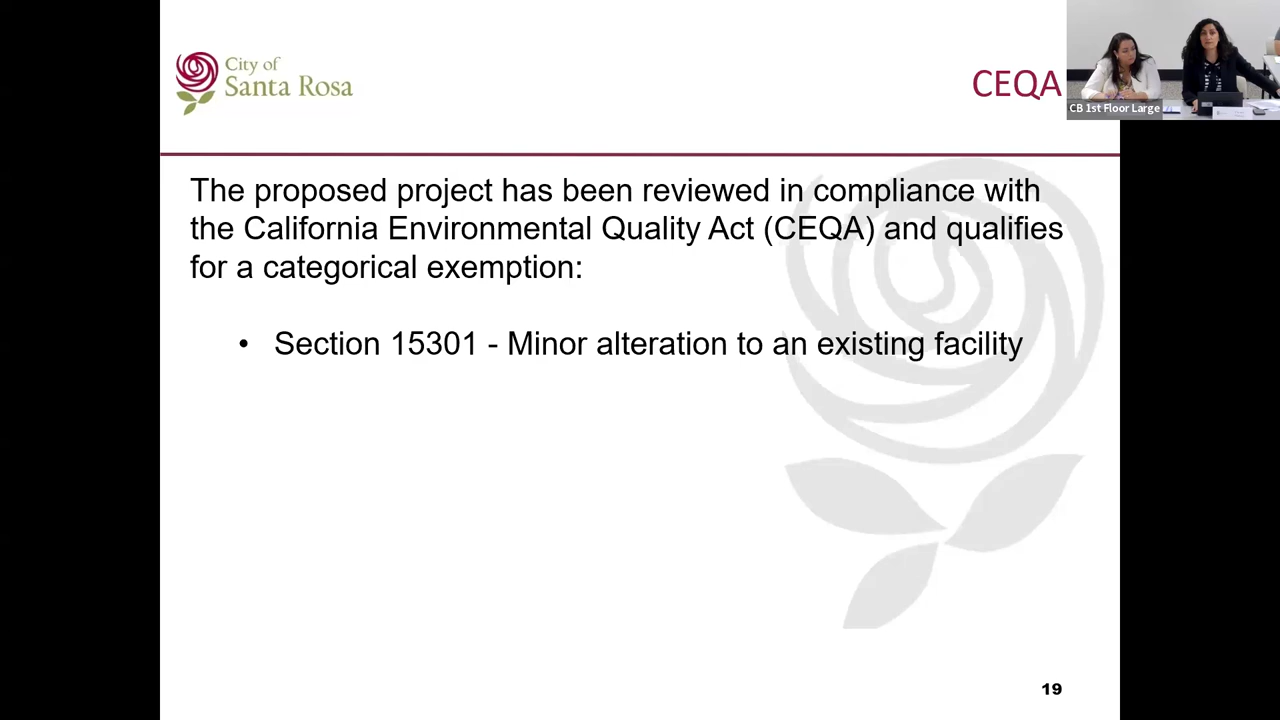 City of
Santa Rosa
CEQA
CB 1st Floor Large
The proposed project has been reviewed in compliance with
the California Environmental Quality Act (CEQA) and qualifies
for a categorical exemption:
• Section 15301 - Minor alteration to an existing facility
19